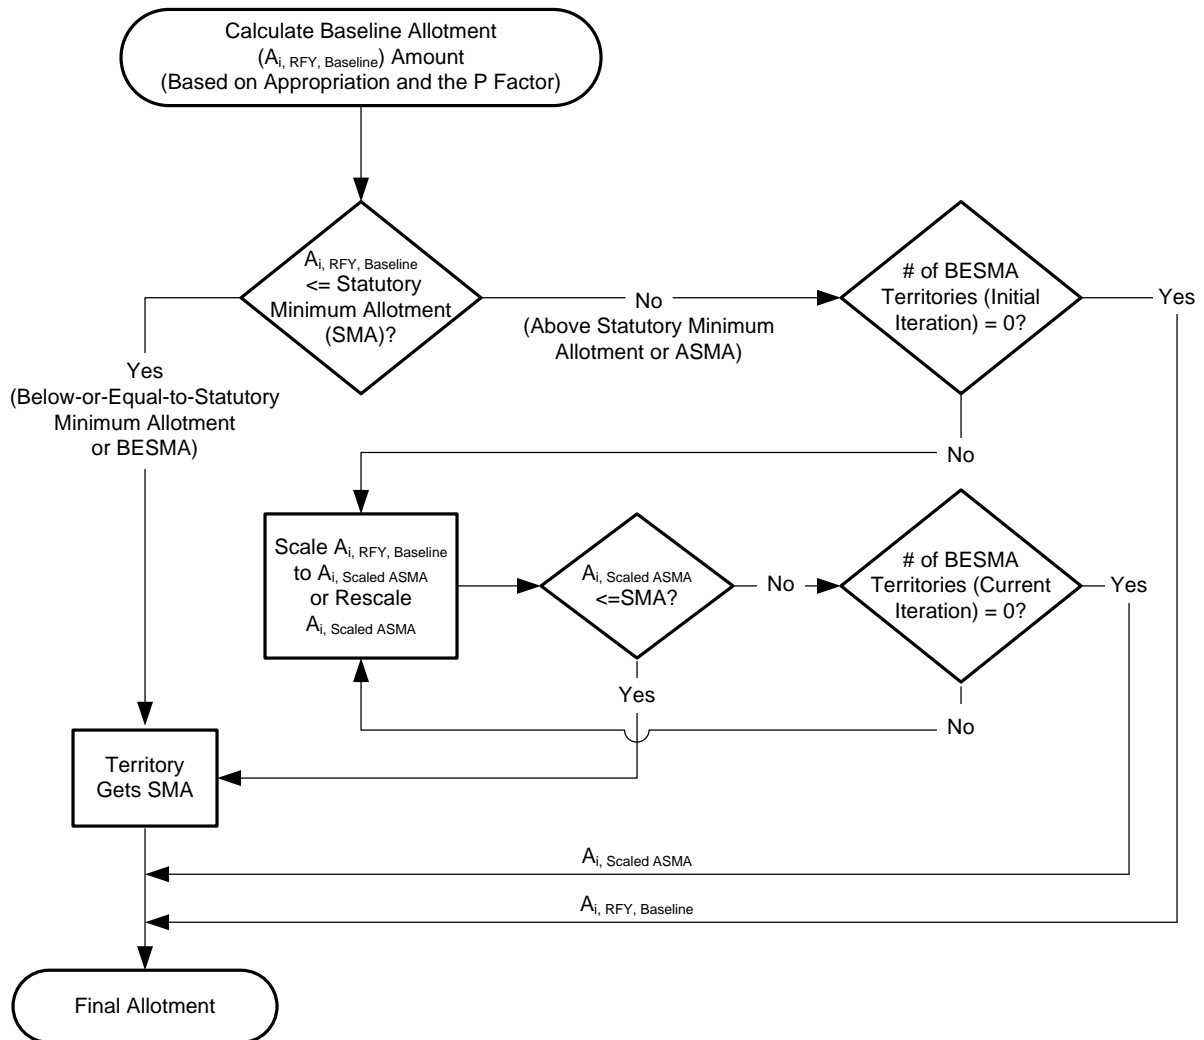 Calculate Baseline Allotment
(Ai, RFY, Baseline) Amount
(Based on Appropriation and the P Factor)
Ai, RFY, Baseline
<= Statutory
Minimum Allotment
(SMA)?
No
(Above Statutory Minimum
Allotment or ASMA)
# of BESMA
Territories (Initial
Iteration) = 0?
Yes
Yes
(Below-or-Equal-to-Statutory
Minimum Allotment
or BESMA)
No
Scale Ai, RFY, Baseline
to Ai, Scaled ASMA
or Rescale
Ai, Scaled ASMA
Ai, Scaled ASMA
<=SMA?
No
# of BESMA
Territories (Current
Iteration) = 0?
Yes
Yes
No
Territory
Gets SMA
Ai, Scaled ASMA
Ai, RFY, Baseline
Final Allotment